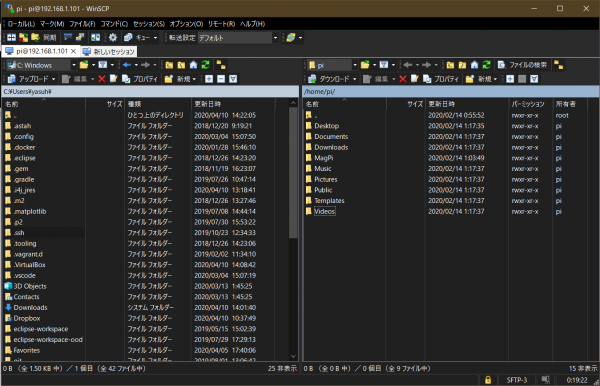 pi - pi@192.168.1.101 - WinSCP
ローカル(L) マーク(M) ファイル(F) コマンド(C) セッション(S) オプション(O) リモート(R) ヘルプ(H)
同期 キュー 転送設定 デフォルト
pi@192.168.1.101 × 新しいセッション
C: Windows
pi ファイルの検索
アップロード 編集 プロパティ 新規
ダウンロード 編集 プロパティ 新規
C:¥Users¥yasuh¥
名前 サイズ 種類 更新日時
.. ひとつ上のディレクトリ 2020/04/10 14:22:05
.astah ファイル フォルダー 2018/12/20 9:19:21
.config ファイル フォルダー 2020/03/04 15:07:50
.docker ファイル フォルダー 2020/01/28 15:46:10
.eclipse ファイル フォルダー 2018/12/26 14:23:20
.gem ファイル フォルダー 2018/11/19 16:23:07
.gradle ファイル フォルダー 2019/07/26 10:47:14
.i4j_jres ファイル フォルダー 2020/04/10 13:18:41
.m2 ファイル フォルダー 2018/12/26 13:27:46
.matplotlib ファイル フォルダー 2019/07/08 14:44:14
.p2 ファイル フォルダー 2019/07/30 15:53:22
.ssh ファイル フォルダー 2019/10/23 12:34:33
.tooling ファイル フォルダー 2018/12/26 14:23:06
.vagrant.d ファイル フォルダー 2019/02/02 11:34:10
.VirtualBox ファイル フォルダー 2020/04/10 14:08:42
.vscode ファイル フォルダー 2020/03/04 15:07:19
3D Objects ファイル フォルダー 2020/03/13 1:45:25
Contacts ファイル フォルダー 2020/03/13 1:45:25
Downloads システム フォルダー 2020/04/10 14:01:40
Dropbox ファイル フォルダー 2020/04/10 10:37:49
eclipse-workspace ファイル フォルダー 2019/05/15 15:02:39
eclipse-workspace-ood ファイル フォルダー 2019/07/29 17:29:13
Favorites ファイル フォルダー 2020/04/05 17:40:06
0 B （全 1.50 KB 中） ／ 1 個目（全 42 ファイル中） 25 非表示
/home/pi/
名前 サイズ 更新日時 パーミッション 所有者
.. 2020/02/14 0:55:52 rwxr-xr-x root
Desktop 2020/02/14 1:17:35 rwxr-xr-x pi
Documents 2020/02/14 1:17:37 rwxr-xr-x pi
Downloads 2020/02/14 1:17:37 rwxr-xr-x pi
MagPi 2020/02/14 1:03:49 rwxr-xr-x pi
Music 2020/02/14 1:17:37 rwxr-xr-x pi
Pictures 2020/02/14 1:17:37 rwxr-xr-x pi
Public 2020/02/14 1:17:37 rwxr-xr-x pi
Templates 2020/02/14 1:17:37 rwxr-xr-x pi
Videos 2020/02/14 1:17:37 rwxr-xr-x pi
0 B （全 0 B 中） ／ 0 個目（全 9 ファイル中） 15 非表示
SFTP-3 0:19:22